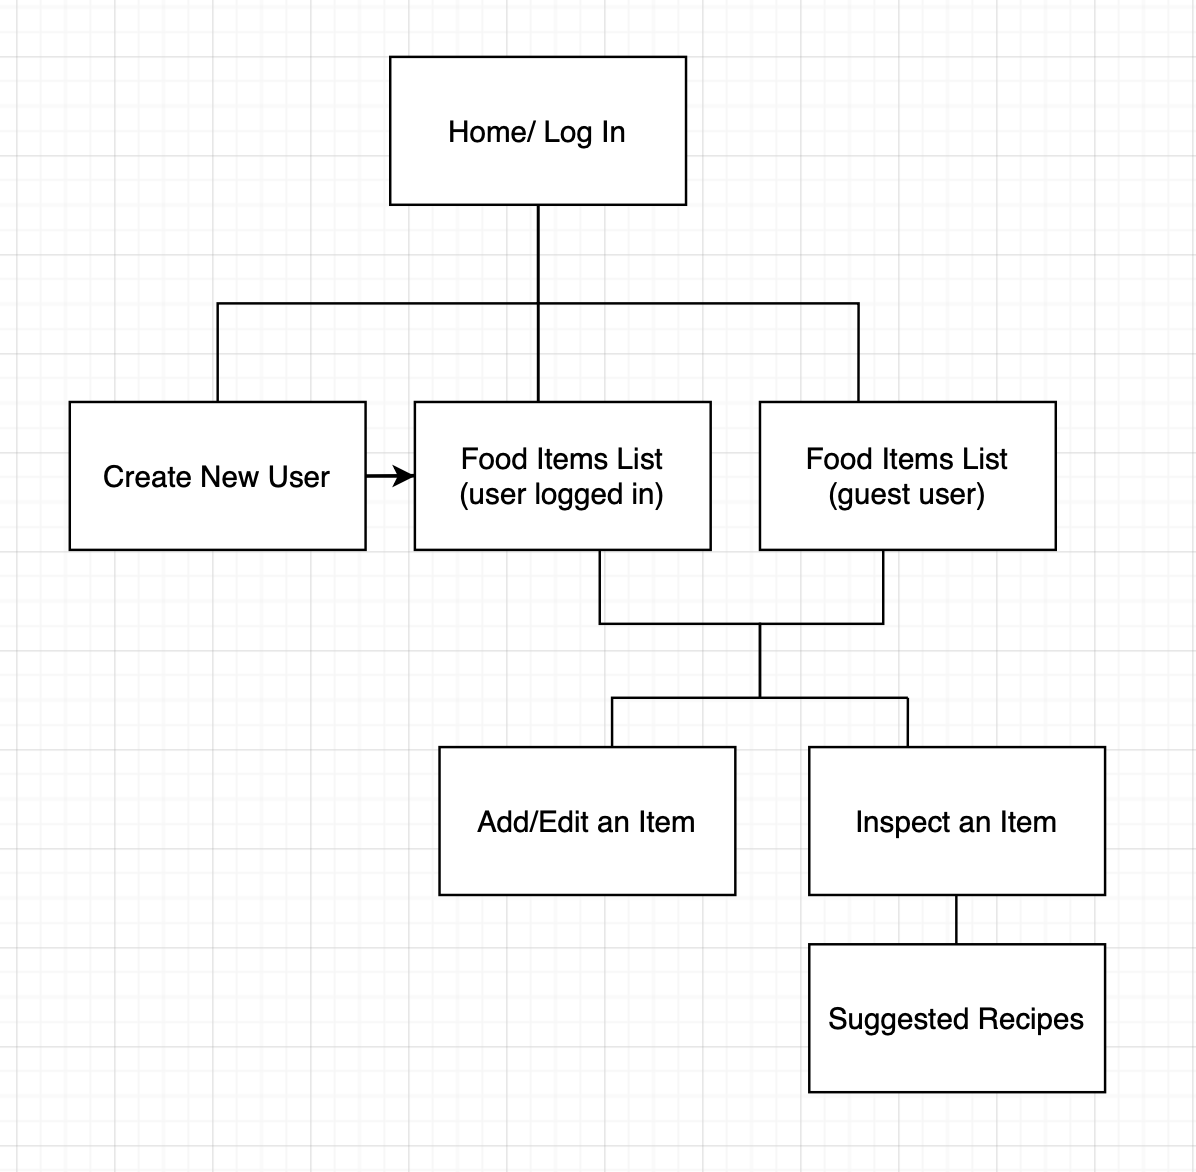 Home/ Log In
Create New User
Food Items List
(user logged in)
Food Items List
(guest user)
Add/Edit an Item
Inspect an Item
Suggested Recipes